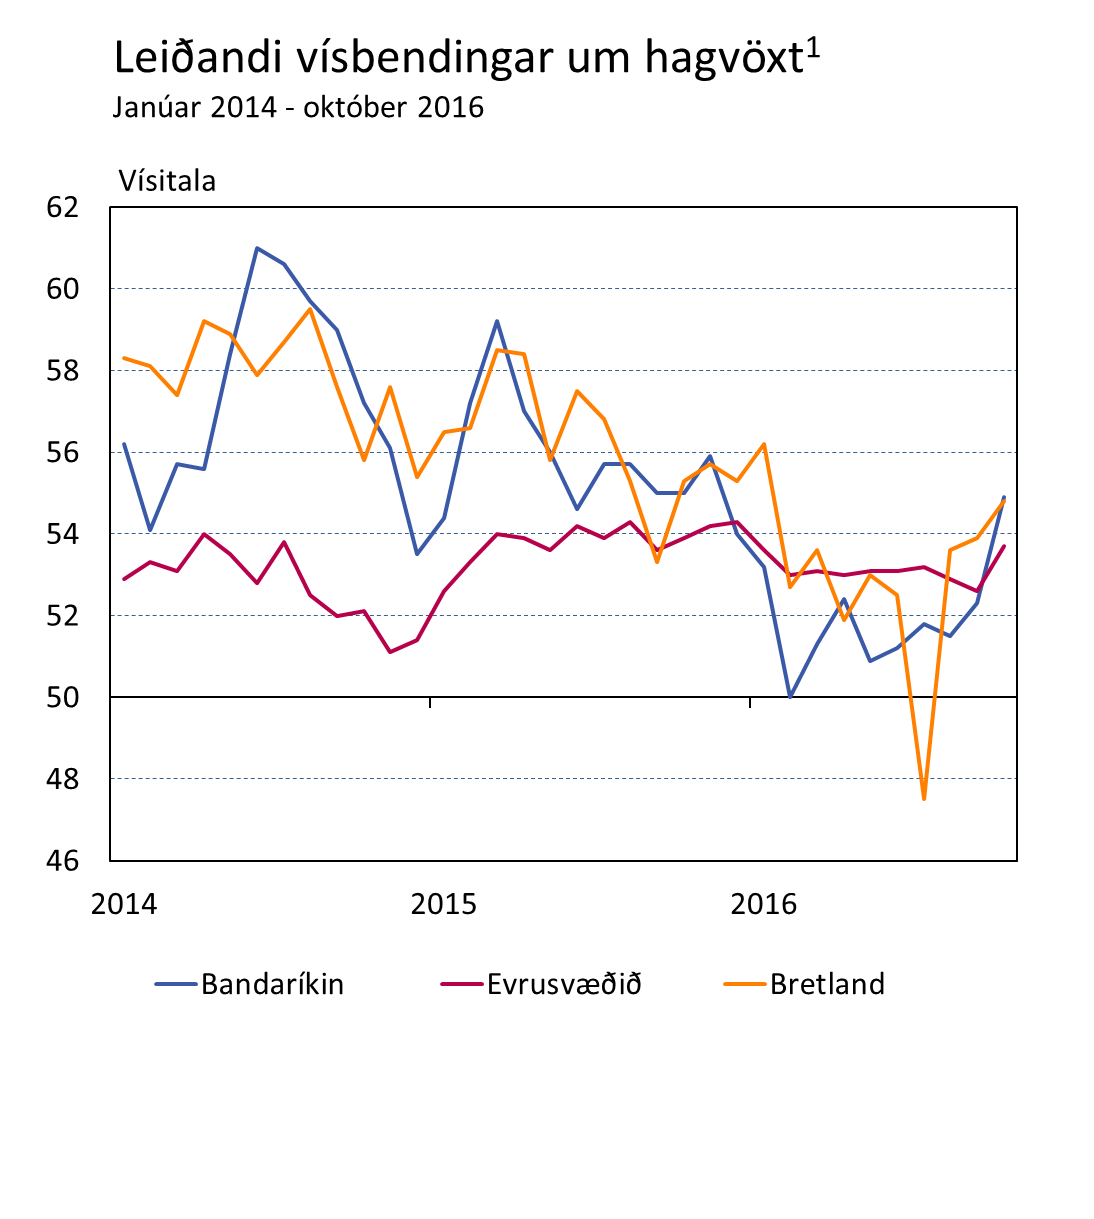 Leiðandi vísbendingar um hagvöxt¹
Janúar 2014 - október 2016
Vísitala
62
60
58
56
54
52
50
48
46
2014 2015 2016
Bandaríkin Evrusvæðið Bretland